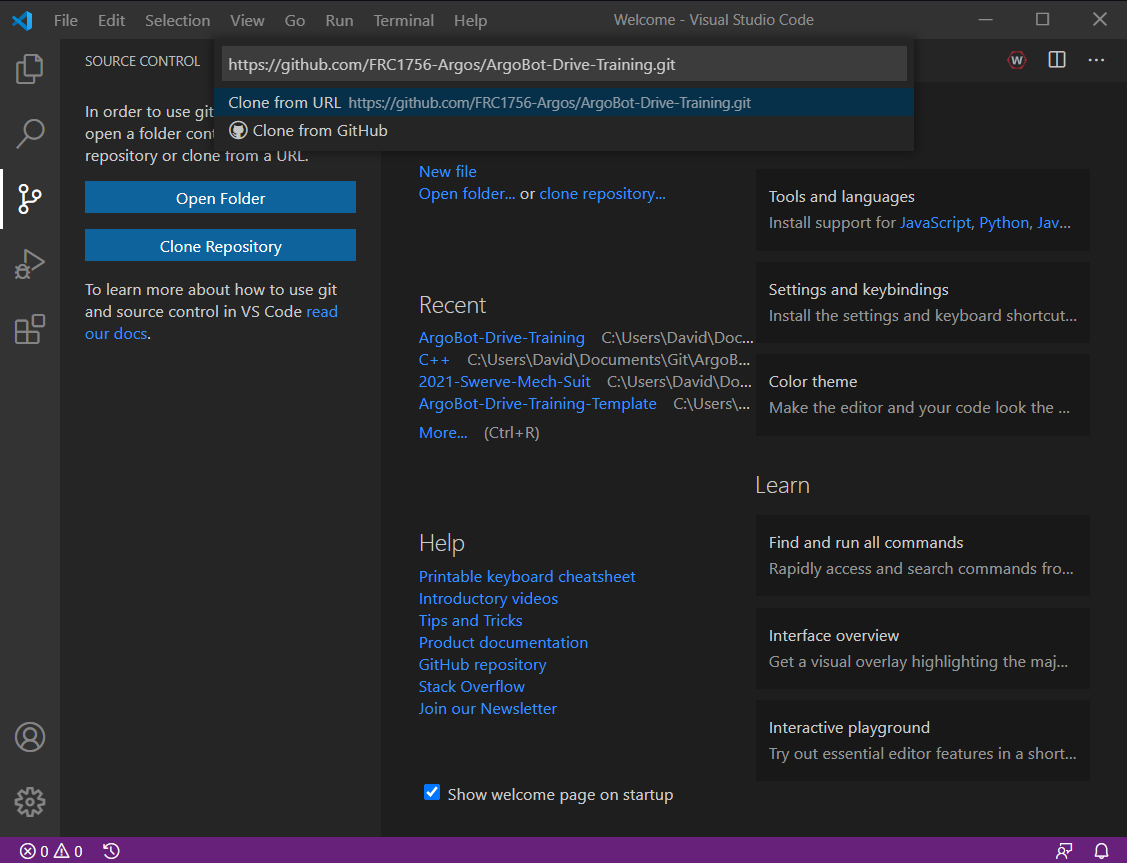 File Edit Selection View Go Run Terminal Help Welcome - Visual Studio Code
SOURCE CONTROL
https://github.com/FRC1756-Argos/ArgoBot-Drive-Training.git
W
Clone from URL https://github.com/FRC1756-Argos/ArgoBot-Drive-Training.git
Clone from GitHub
In order to use git
open a folder con
repository or clone from a URL.
Open Folder
Clone Repository
To learn more about how to use git
and source control in VS Code read
our docs.
New file
Open folder... or clone repository...
Recent
ArgoBot-Drive-Training C:\Users\David\Doc...
C++ C:\Users\David\Documents\Git\ArgoB...
2021-Swerve-Mech-Suit C:\Users\David\Do...
ArgoBot-Drive-Training-Template C:\Users\...
More... (Ctrl+R)
Help
Printable keyboard cheatsheet
Introductory videos
Tips and Tricks
Product documentation
GitHub repository
Stack Overflow
Join our Newsletter
Show welcome page on startup
Tools and languages
Install support for JavaScript, Python, Jav...
Settings and keybindings
Install the settings and keyboard shortcut...
Color theme
Make the editor and your code look the ...
Learn
Find and run all commands
Rapidly access and search commands fro...
Interface overview
Get a visual overlay highlighting the maj...
Interactive playground
Try out essential editor features in a short...
0 0